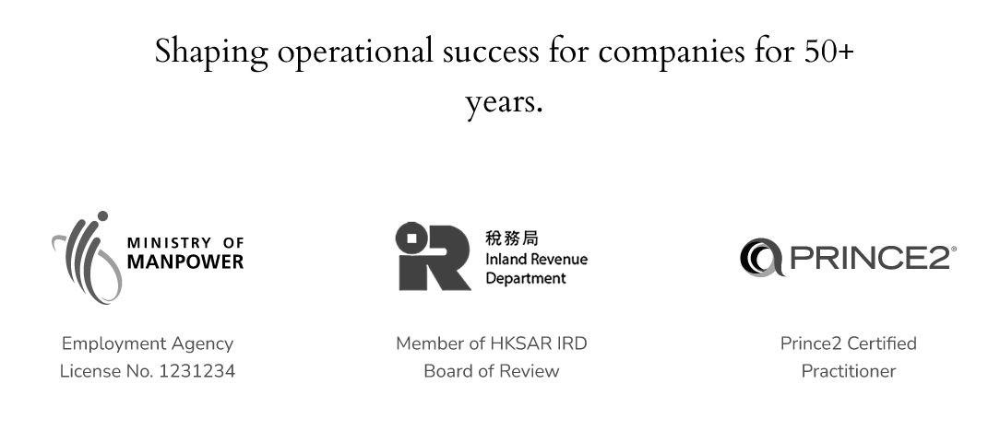 Shaping operational success for companies for 50+
years.
MINISTRY OF
MANPOWER
稅務局
Inland Revenue
Department
PRINCE2®
Employment Agency
License No. 1231234
Member of HKSAR IRD
Board of Review
Prince2 Certified
Practitioner